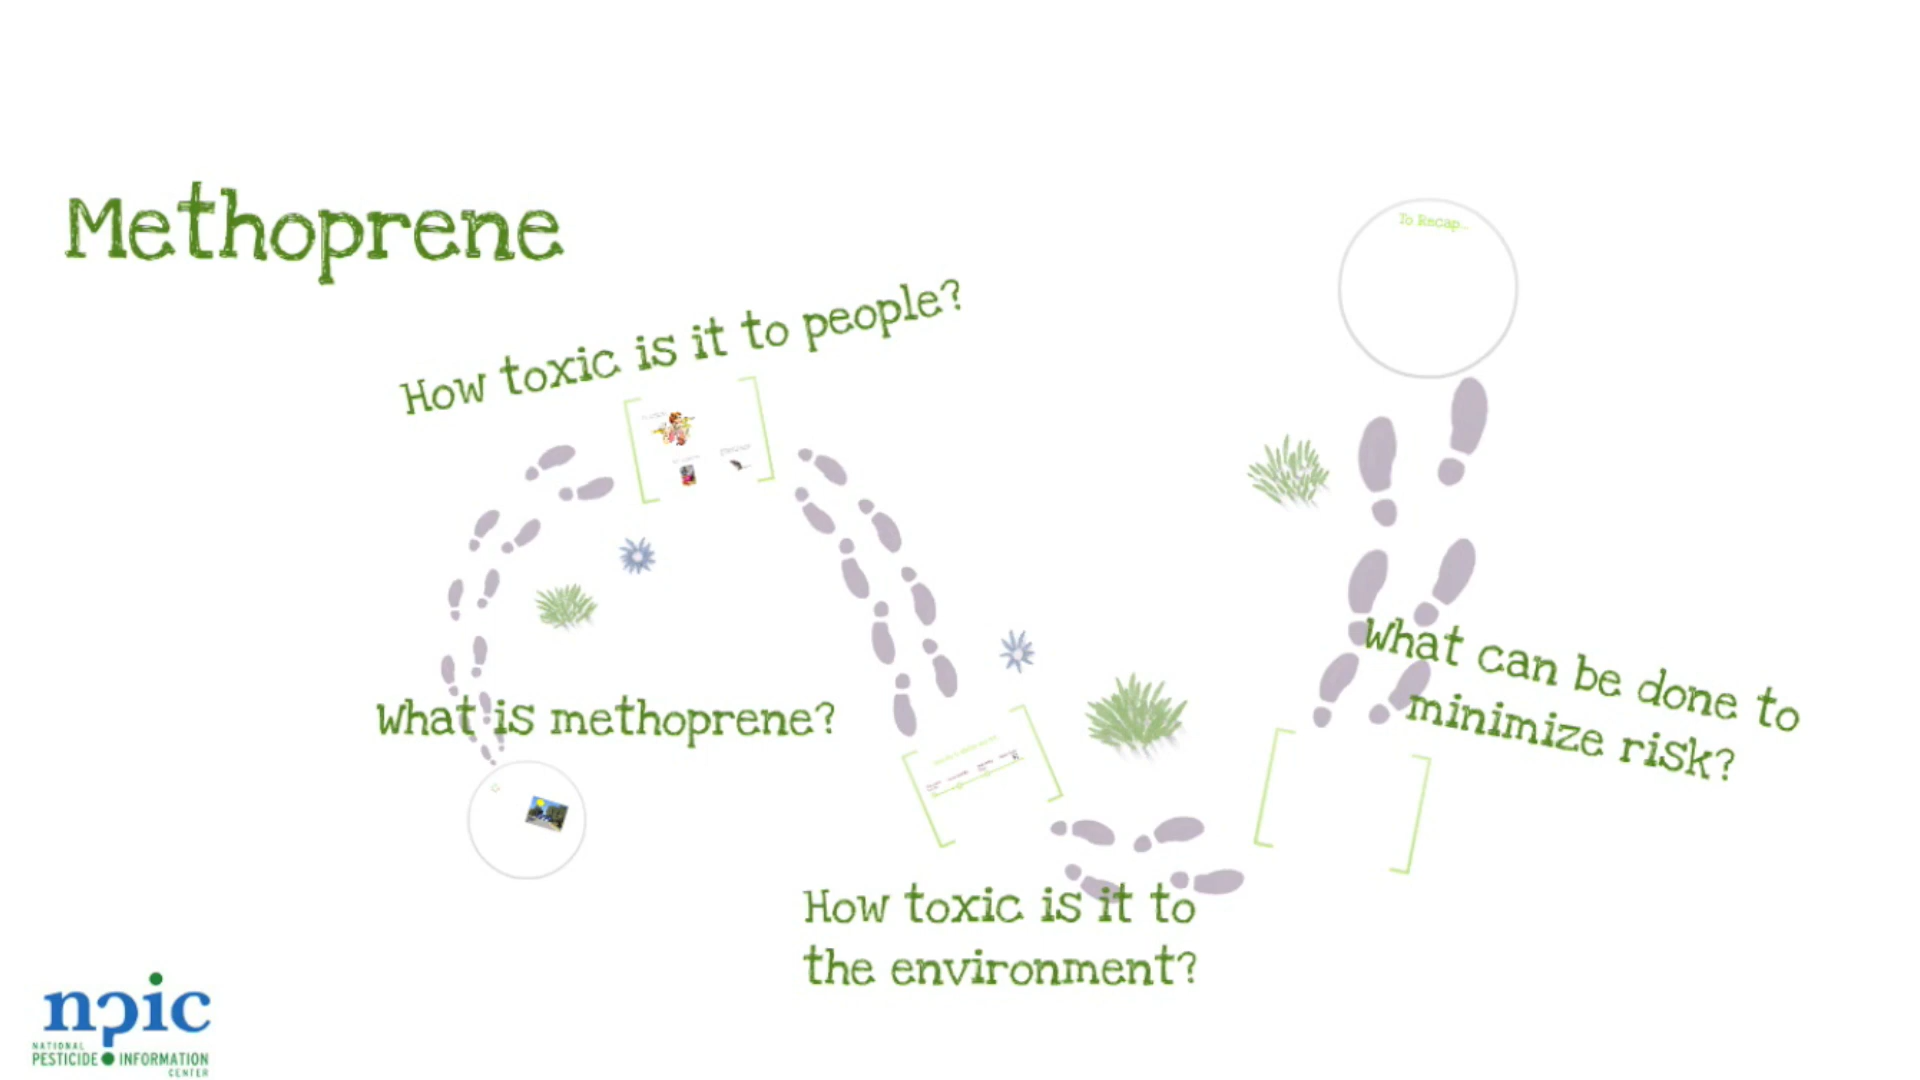 Methoprene
How toxic is it to people?
To Recap...
What is methoprene?
What can be done to
minimize risk?
How toxic is it to
the environment?
npic
NATIONAL
PESTICIDE INFORMATION
CENTER